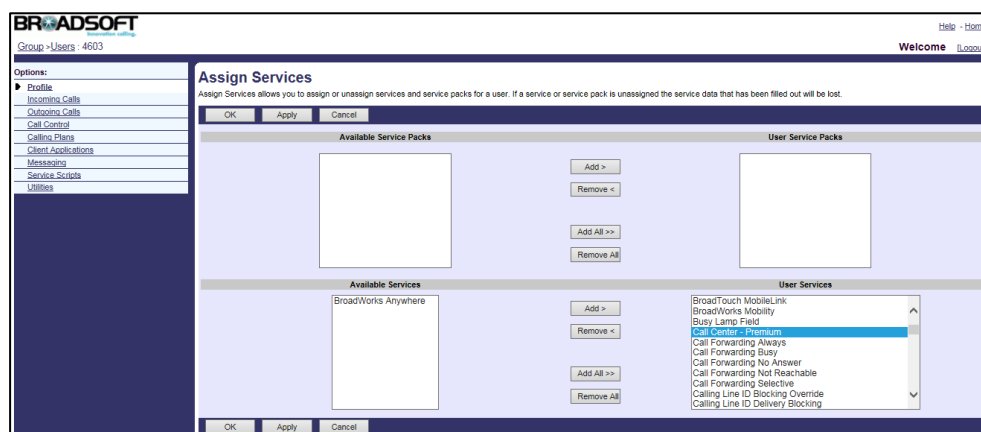 BROADSOFT
Innovative calling.
Help - Hom
Group >Users : 4603
Welcome [Logou
Options:
Profile
Incoming Calls
Outgoing Calls
Call Control
Calling Plans
Client Applications
Messaging
Service Scripts
Utilities
Assign Services
Assign Services allows you to assign or unassign services and service packs for a user. If a service or service pack is unassigned the service data that has been filled out will be lost.
OK Apply Cancel
Available Service Packs User Service Packs
Add >
Remove <
Add All >>
Remove All
Available Services User Services
BroadWorks Anywhere
Add >
Remove <
Add All >>
Remove All
BroadTouch MobileLink
BroadWorks Mobility
Busy Lamp Field
Call Center - Premium
Call Forwarding Always
Call Forwarding Busy
Call Forwarding No Answer
Call Forwarding Not Reachable
Call Forwarding Selective
Calling Line ID Blocking Override
Calling Line ID Delivery Blocking
OK Apply Cancel